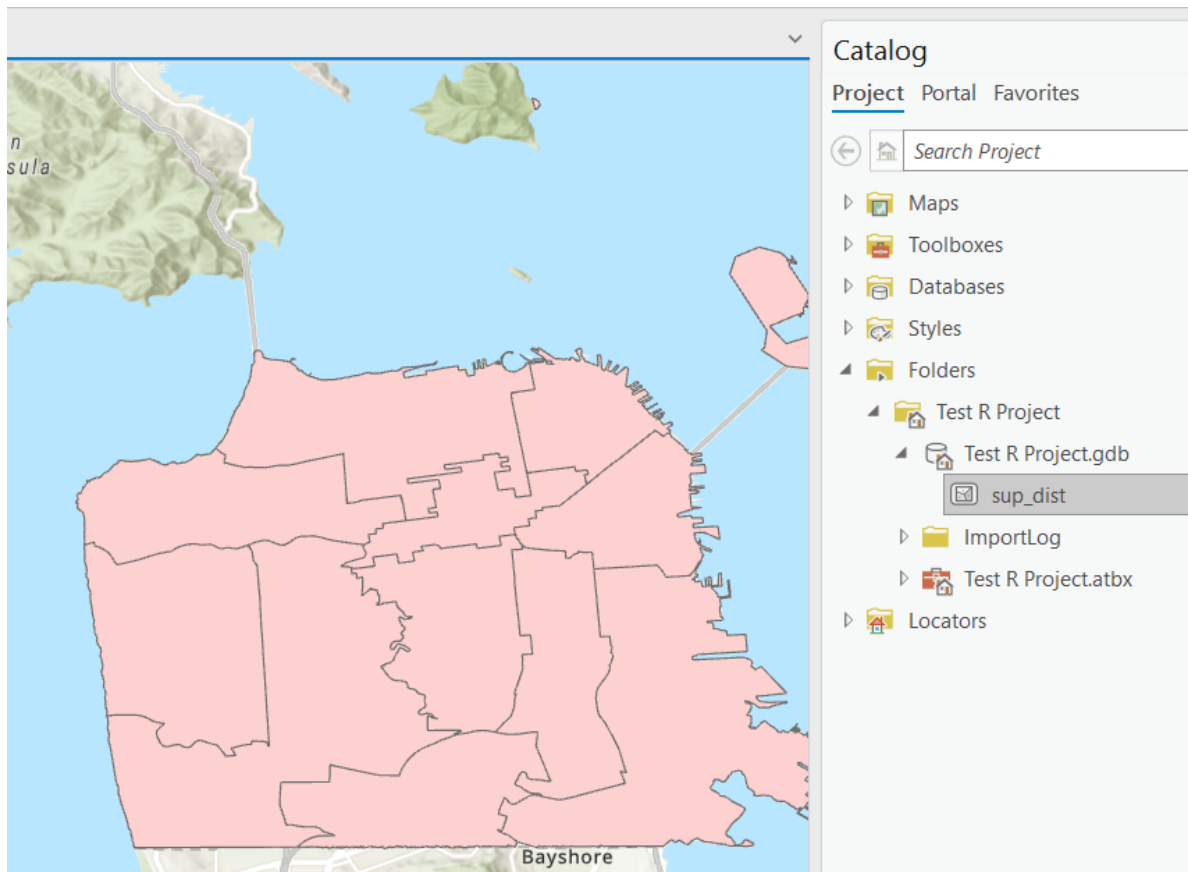 Catalog
Project Portal Favorites
Search Project
Maps
Toolboxes
Databases
Styles
Folders
Test R Project
Test R Project.gdb
sup_dist
ImportLog
Test R Project.atbx
Locators
n
sula
Bayshore